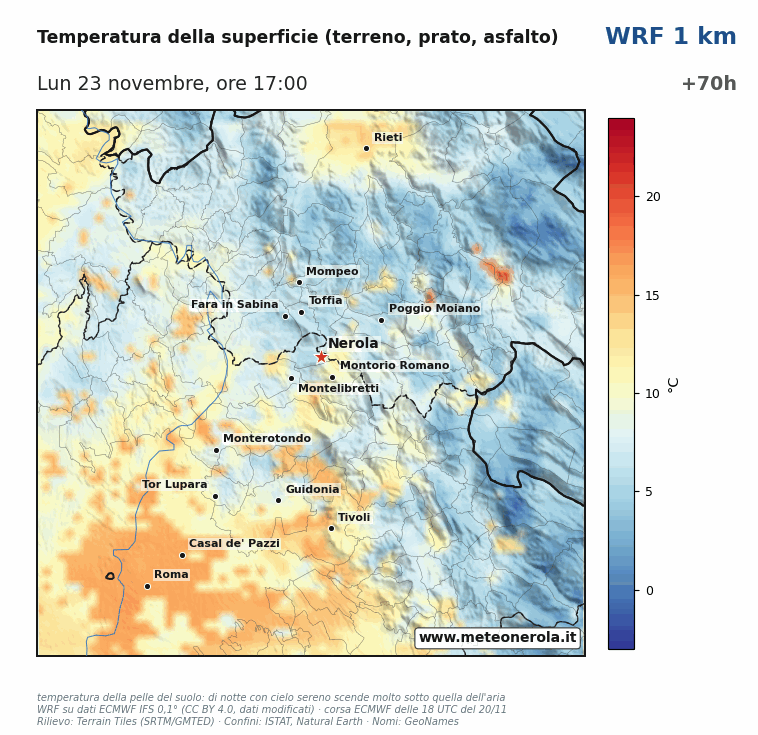 Temperatura della superficie (terreno, prato, asfalto)
WRF 1 km
Lun 23 novembre, ore 17:00
+70h
Rieti
Mompeo
Fara in Sabina
Toffia
Poggio Moiano
Nerola
Montorio Romano
Montelibretti
Monterotondo
Tor Lupara
Guidonia
Tivoli
Casal de' Pazzi
Roma
www.meteonerola.it
20
15
10
5
0
°C
temperatura della pelle del suolo: di notte con cielo sereno scende molto sotto quella dell'aria
WRF su dati ECMWF IFS 0,1° (CC BY 4.0, dati modificati) · corsa ECMWF delle 18 UTC del 20/11
Rilievo: Terrain Tiles (SRTM/GMTED) · Confini: ISTAT, Natural Earth · Nomi: GeoNames